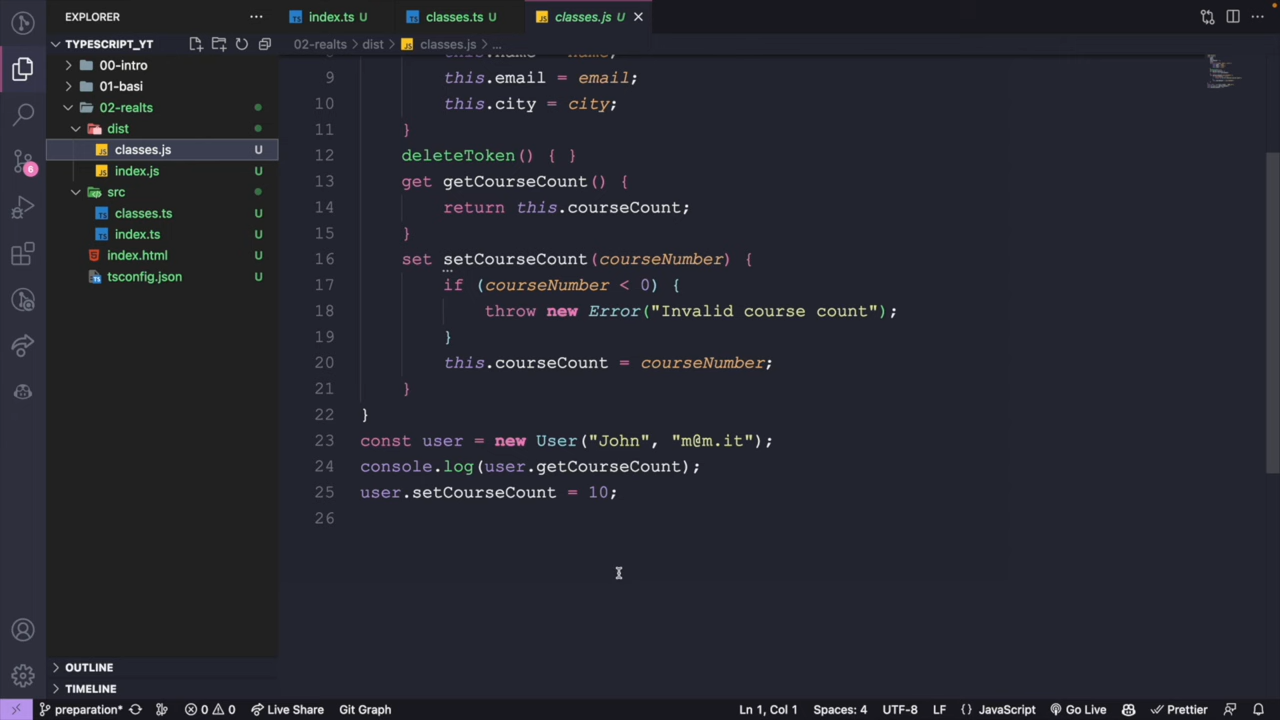 EXPLORER
index.ts U
classes.ts U
classes.js U
TYPESCRIPT_YT
02-realts > dist > classes.js > ...
00-intro
01-basi
02-realts
dist
classes.js U
index.js U
src
classes.ts U
index.ts U
index.html U
tsconfig.json U
9 this.email = email;
10 this.city = city;
11 }
12 deleteToken() { }
13 get getCourseCount() {
14 return this.courseCount;
15 }
16 set setCourseCount(courseNumber) {
17 if (courseNumber < 0) {
18 throw new Error("Invalid course count");
19 }
20 this.courseCount = courseNumber;
21 }
22 }
23 const user = new User("John", "m@m.it");
24 console.log(user.getCourseCount);
25 user.setCourseCount = 10;
26
6
OUTLINE
TIMELINE
preparation* 0 0 Live Share Git Graph Ln 1, Col 1 Spaces: 4 UTF-8 LF {} JavaScript Go Live Prettier